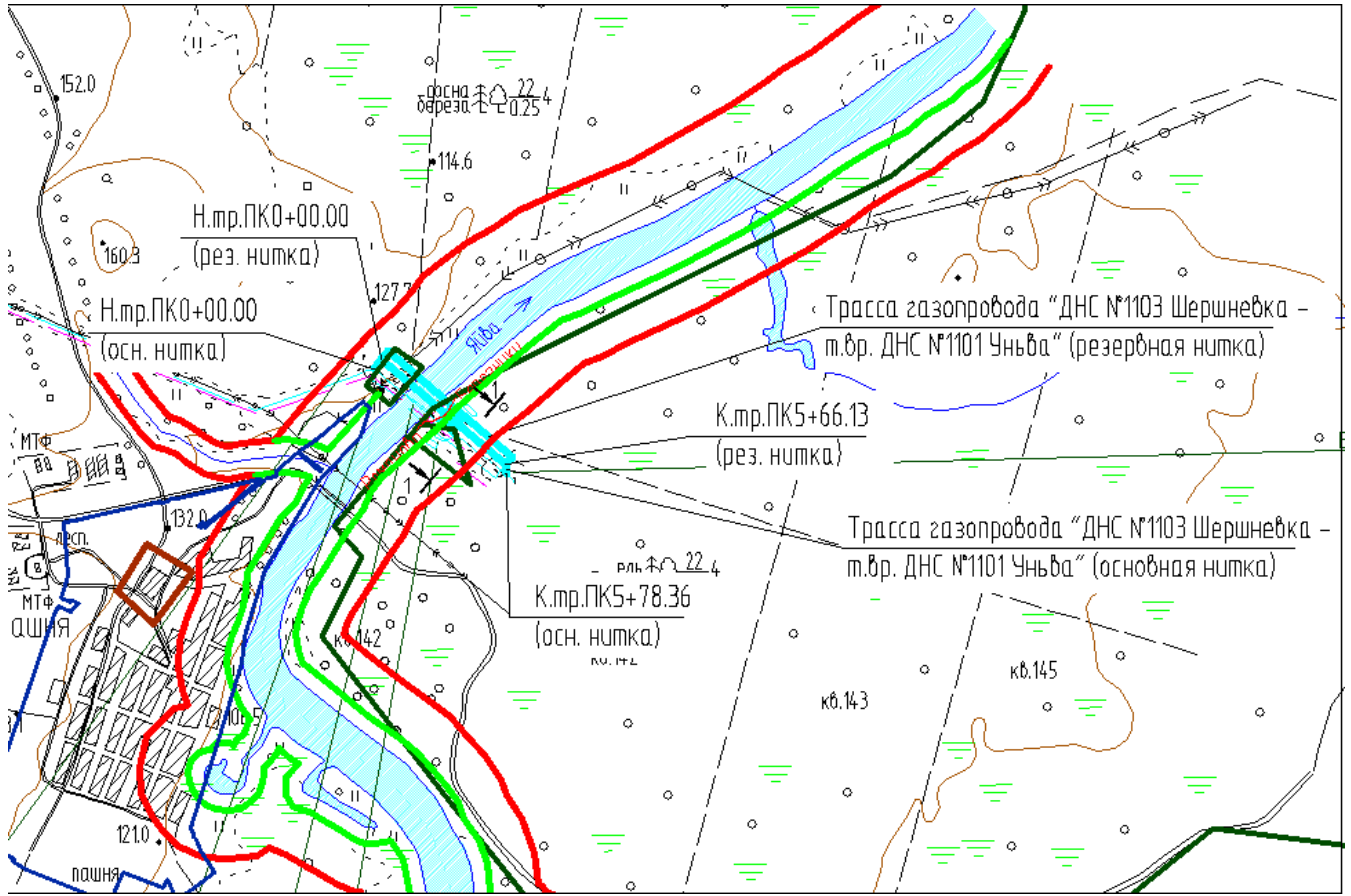 152.0
сосна
береза
22
0.25
4
114.6
Н.тр.ПК0+00.00
(рез. нитка)
160.3
127.7
Н.тр.ПК0+00.00
(осн. нитка)
Яйва
Трасса газопровода "ДНС №1103 Шершневка –
т.вр. ДНС №1101 Уньва" (резервная нитка)
К.тр.ПК5+66.13
(рез. нитка)
1
1
МТФ
132.0
Трасса газопровода "ДНС №1103 Шершневка –
т.вр. ДНС №1101 Уньва" (основная нитка)
22
4
К.тр.ПК5+78.36
(осн. нитка)
МТФ
АШНЯ
кв.142
кв.142
кв.145
кв.143
121.0
пашня